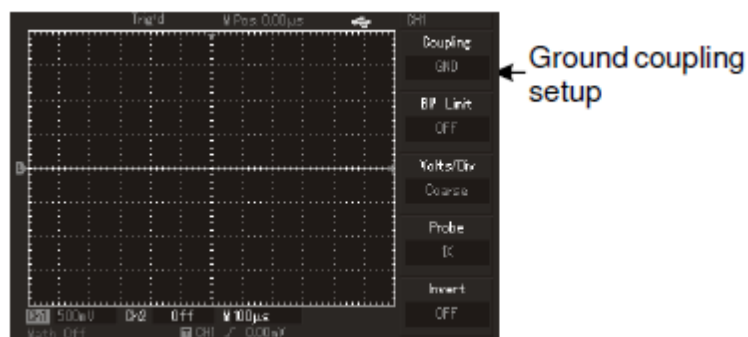 Trig'd M Pos: 0.00μs CH1
Coupling
GND
BW Limit
OFF
Volts/Div
Coarse
Probe
1X
Invert
OFF
CH1 500mV CH2 Off M 100μs
Math Off T CH1 / 0.00mV
Ground coupling
setup